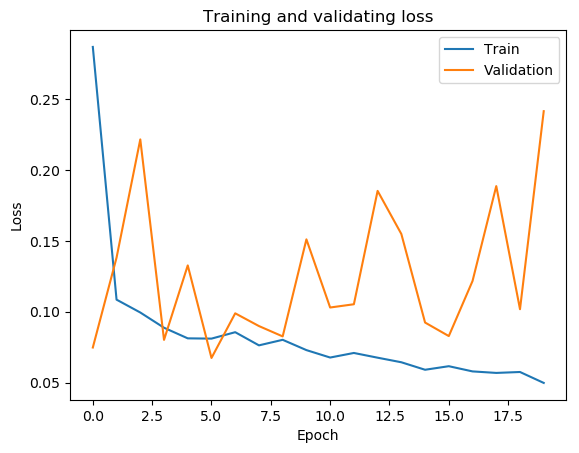 Training and validating loss
Train
Validation
0.25
0.20
0.15
0.10
0.05
Loss
0.0 2.5 5.0 7.5 10.0 12.5 15.0 17.5
Epoch